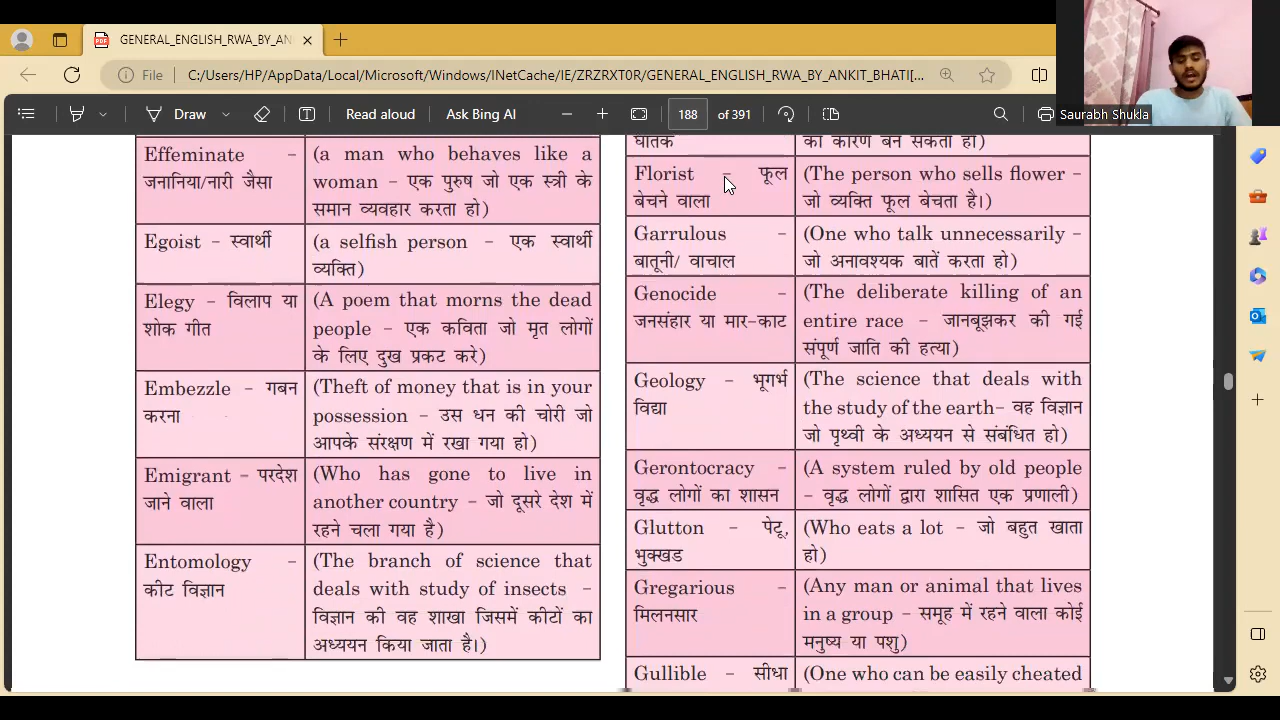 GENERAL_ENGLISH_RWA_BY_AN
File
C:/Users/HP/AppData/Local/Microsoft/Windows/INetCache/IE/ZRZRXT0R/GENERAL_ENGLISH_RWA_BY_ANKIT_BHATI[...
Draw
Read aloud
Ask Bing AI
188 of 391
Saurabh Shukla
Effeminate - (a man who behaves like a
जनानिया/नारी जैसा woman - एक पुरुष जो एक स्त्री के
समान व्यवहार करता हो)
Egoist - स्वार्थी (a selfish person - एक स्वार्थी
व्यक्ति)
Elegy - विलाप या (A poem that morns the dead
शोक गीत people - एक कविता जो मृत लोगों
के लिए दुख प्रकट करे)
Embezzle - गबन (Theft of money that is in your
करना possession - उस धन की चोरी जो
आपके संरक्षण में रखा गया हो)
Emigrant - परदेश (Who has gone to live in
जाने वाला another country - जो दूसरे देश में
रहने चला गया है)
Entomology - (The branch of science that
कीट विज्ञान deals with study of insects -
विज्ञान की वह शाखा जिसमें कीटों का
अध्ययन किया जाता है।)
घातक का कारण बन सकता हो)
Florist - फूल (The person who sells flower -
बेचने वाला जो व्यक्ति फूल बेचता है।)
Garrulous - (One who talk unnecessarily -
बातूनी/ वाचाल जो अनावश्यक बातें करता हो)
Genocide - (The deliberate killing of an
जनसंहार या मार-काट entire race - जानबूझकर की गई
संपूर्ण जाति की हत्या)
Geology - भूगर्भ (The science that deals with
विद्या the study of the earth- वह विज्ञान
जो पृथ्वी के अध्ययन से संबंधित हो)
Gerontocracy - (A system ruled by old people
वृद्ध लोगों का शासन - वृद्ध लोगों द्वारा शासित एक प्रणाली)
Glutton - पेटू, (Who eats a lot - जो बहुत खाता
भुक्खड हो)
Gregarious - (Any man or animal that lives
मिलनसार in a group - समूह में रहने वाला कोई
मनुष्य या पशु)
Gullible - सीधा (One who can be easily cheated